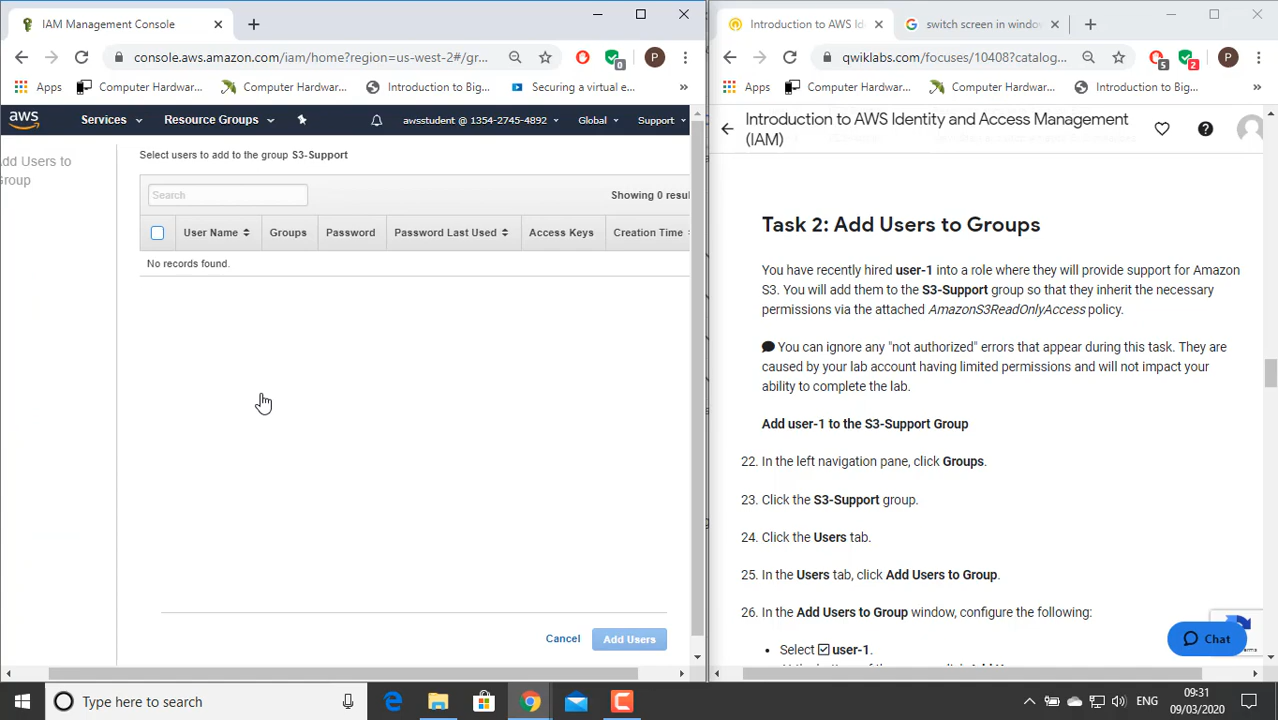 IAM Management Console
console.aws.amazon.com/iam/home?region=us-west-2#/gr...
0
P
Apps
Computer Hardwar...
Computer Hardwar...
Introduction to Big...
Securing a virtual e...
»
aws
Services
Resource Groups
awsstudent @ 1354-2745-4892
Global
Support
Add Users to
Group
Select users to add to the group S3-Support
Search
Showing 0 resul
User Name
Groups
Password
Password Last Used
Access Keys
Creation Time
No records found.
Cancel
Add Users
Introduction to AWS Id
switch screen in window
qwiklabs.com/focuses/10408?catalog...
5
2
P
Apps
Computer Hardwar...
Computer Hardwar...
Introduction to Big...
»
Introduction to AWS Identity and Access Management
(IAM)
Task 2: Add Users to Groups
You have recently hired user-1 into a role where they will provide support for Amazon
S3. You will add them to the S3-Support group so that they inherit the necessary
permissions via the attached AmazonS3ReadOnlyAccess policy.
You can ignore any "not authorized" errors that appear during this task. They are
caused by your lab account having limited permissions and will not impact your
ability to complete the lab.
Add user-1 to the S3-Support Group
22. In the left navigation pane, click Groups.
23. Click the S3-Support group.
24. Click the Users tab.
25. In the Users tab, click Add Users to Group.
26. In the Add Users to Group window, configure the following:
• Select ☑ user-1.
Chat
Type here to search
ENG
09:31
09/03/2020